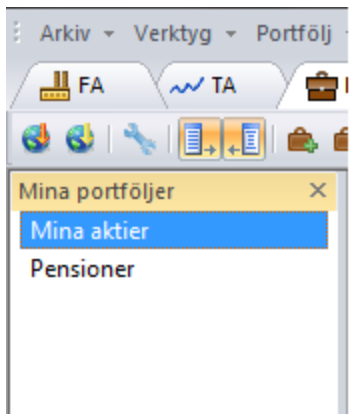 Arkiv Verktyg Portfölj
FA TA
Mina portföljer
Mina aktier
Pensioner